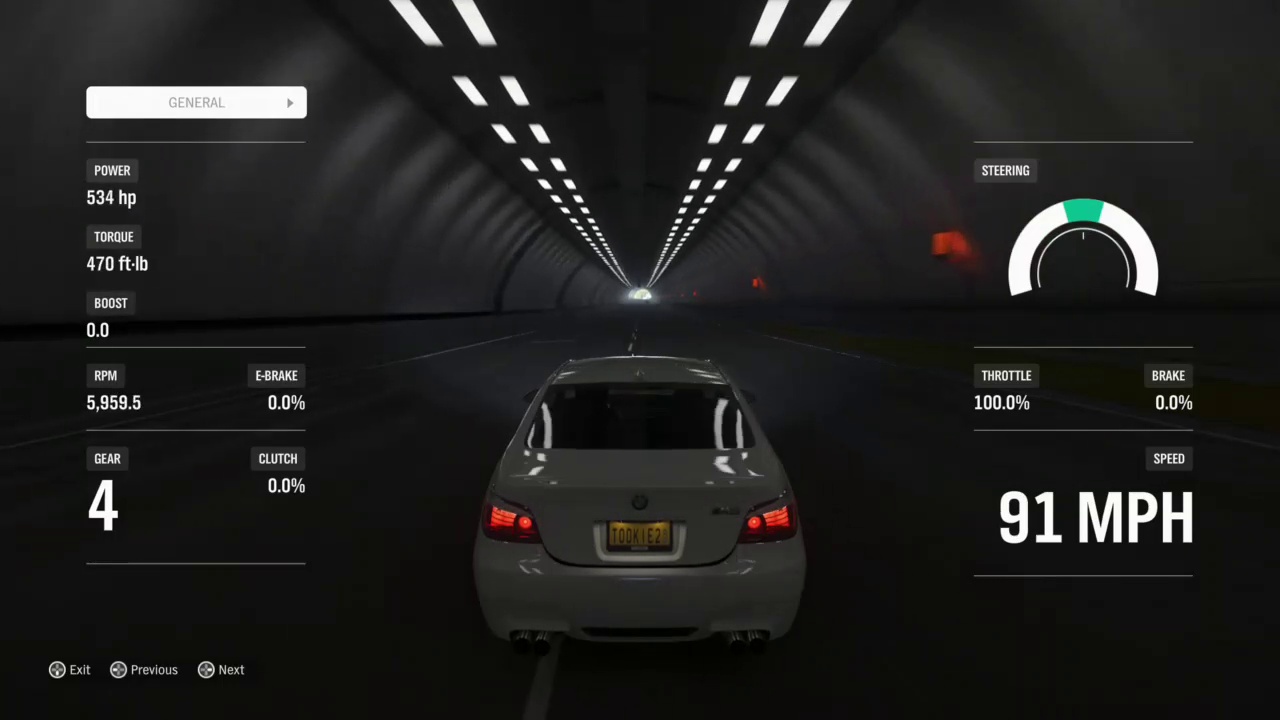 GENERAL
POWER
534 hp
TORQUE
470 ft·lb
BOOST
0.0
RPM
5,959.5
E-BRAKE
0.0%
GEAR
4
CLUTCH
0.0%
STEERING
THROTTLE
100.0%
BRAKE
0.0%
SPEED
91 MPH
TOOKIE2
Exit
Previous
Next